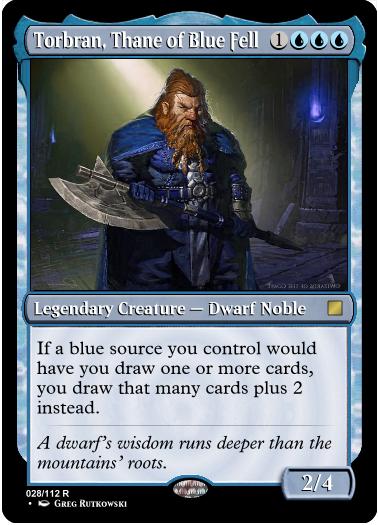 Torbran, Thane of Blue Fell 1
Legendary Creature — Dwarf Noble
If a blue source you control would
have you draw one or more cards,
you draw that many cards plus 2
instead.
A dwarf's wisdom runs deeper than the
mountains' roots.
2/4
028/112 R
• Greg Rutkowski